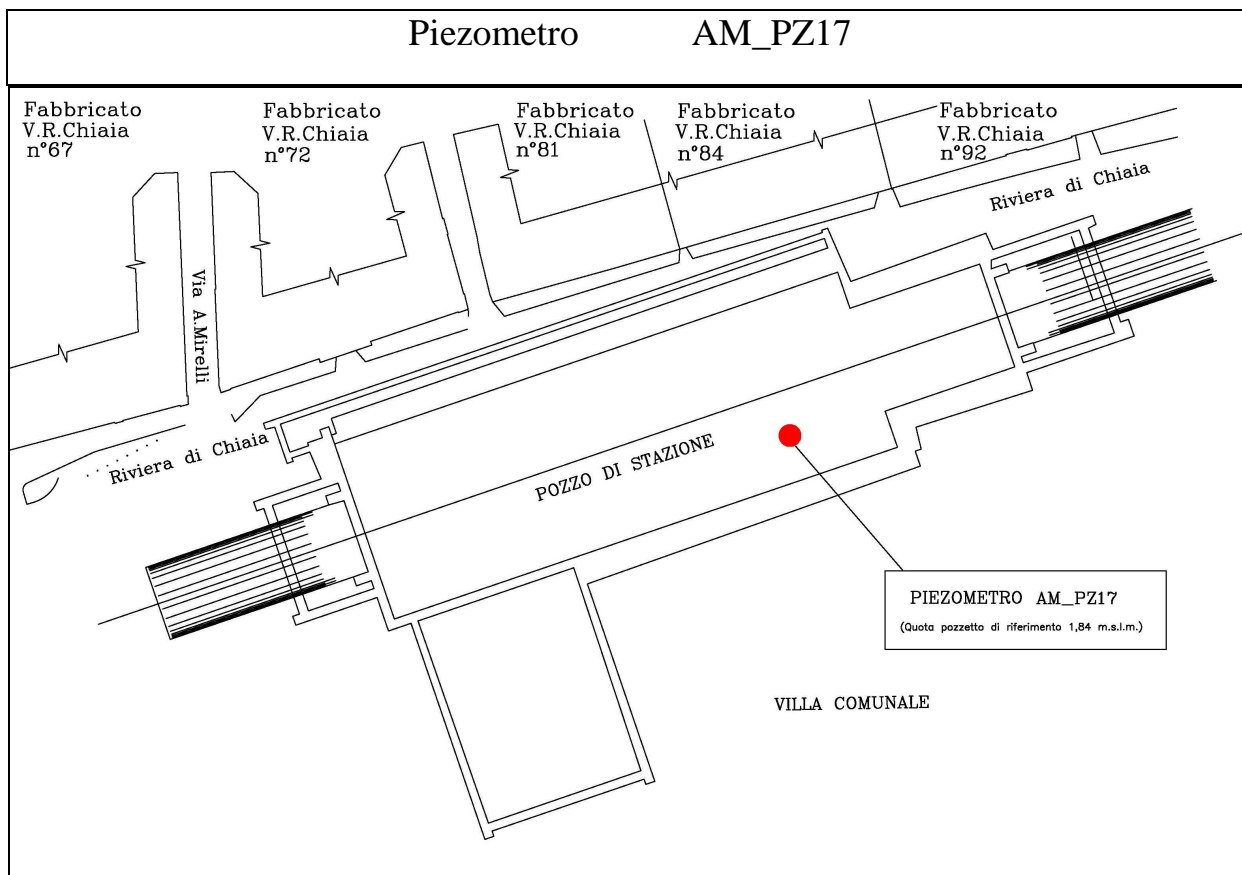 Piezometro AM_PZ17
Fabbricato
V.R.Chiaia
n°67
Fabbricato
V.R.Chiaia
n°72
Fabbricato
V.R.Chiaia
n°81
Fabbricato
V.R.Chiaia
n°84
Fabbricato
V.R.Chiaia
n°92
Riviera di Chiaia
Via A.Mirelli
Riviera di Chiaia
POZZO DI STAZIONE
PIEZOMETRO AM_PZ17
(Quota pozzetto di riferimento 1,84 m.s.l.m.)
VILLA COMUNALE